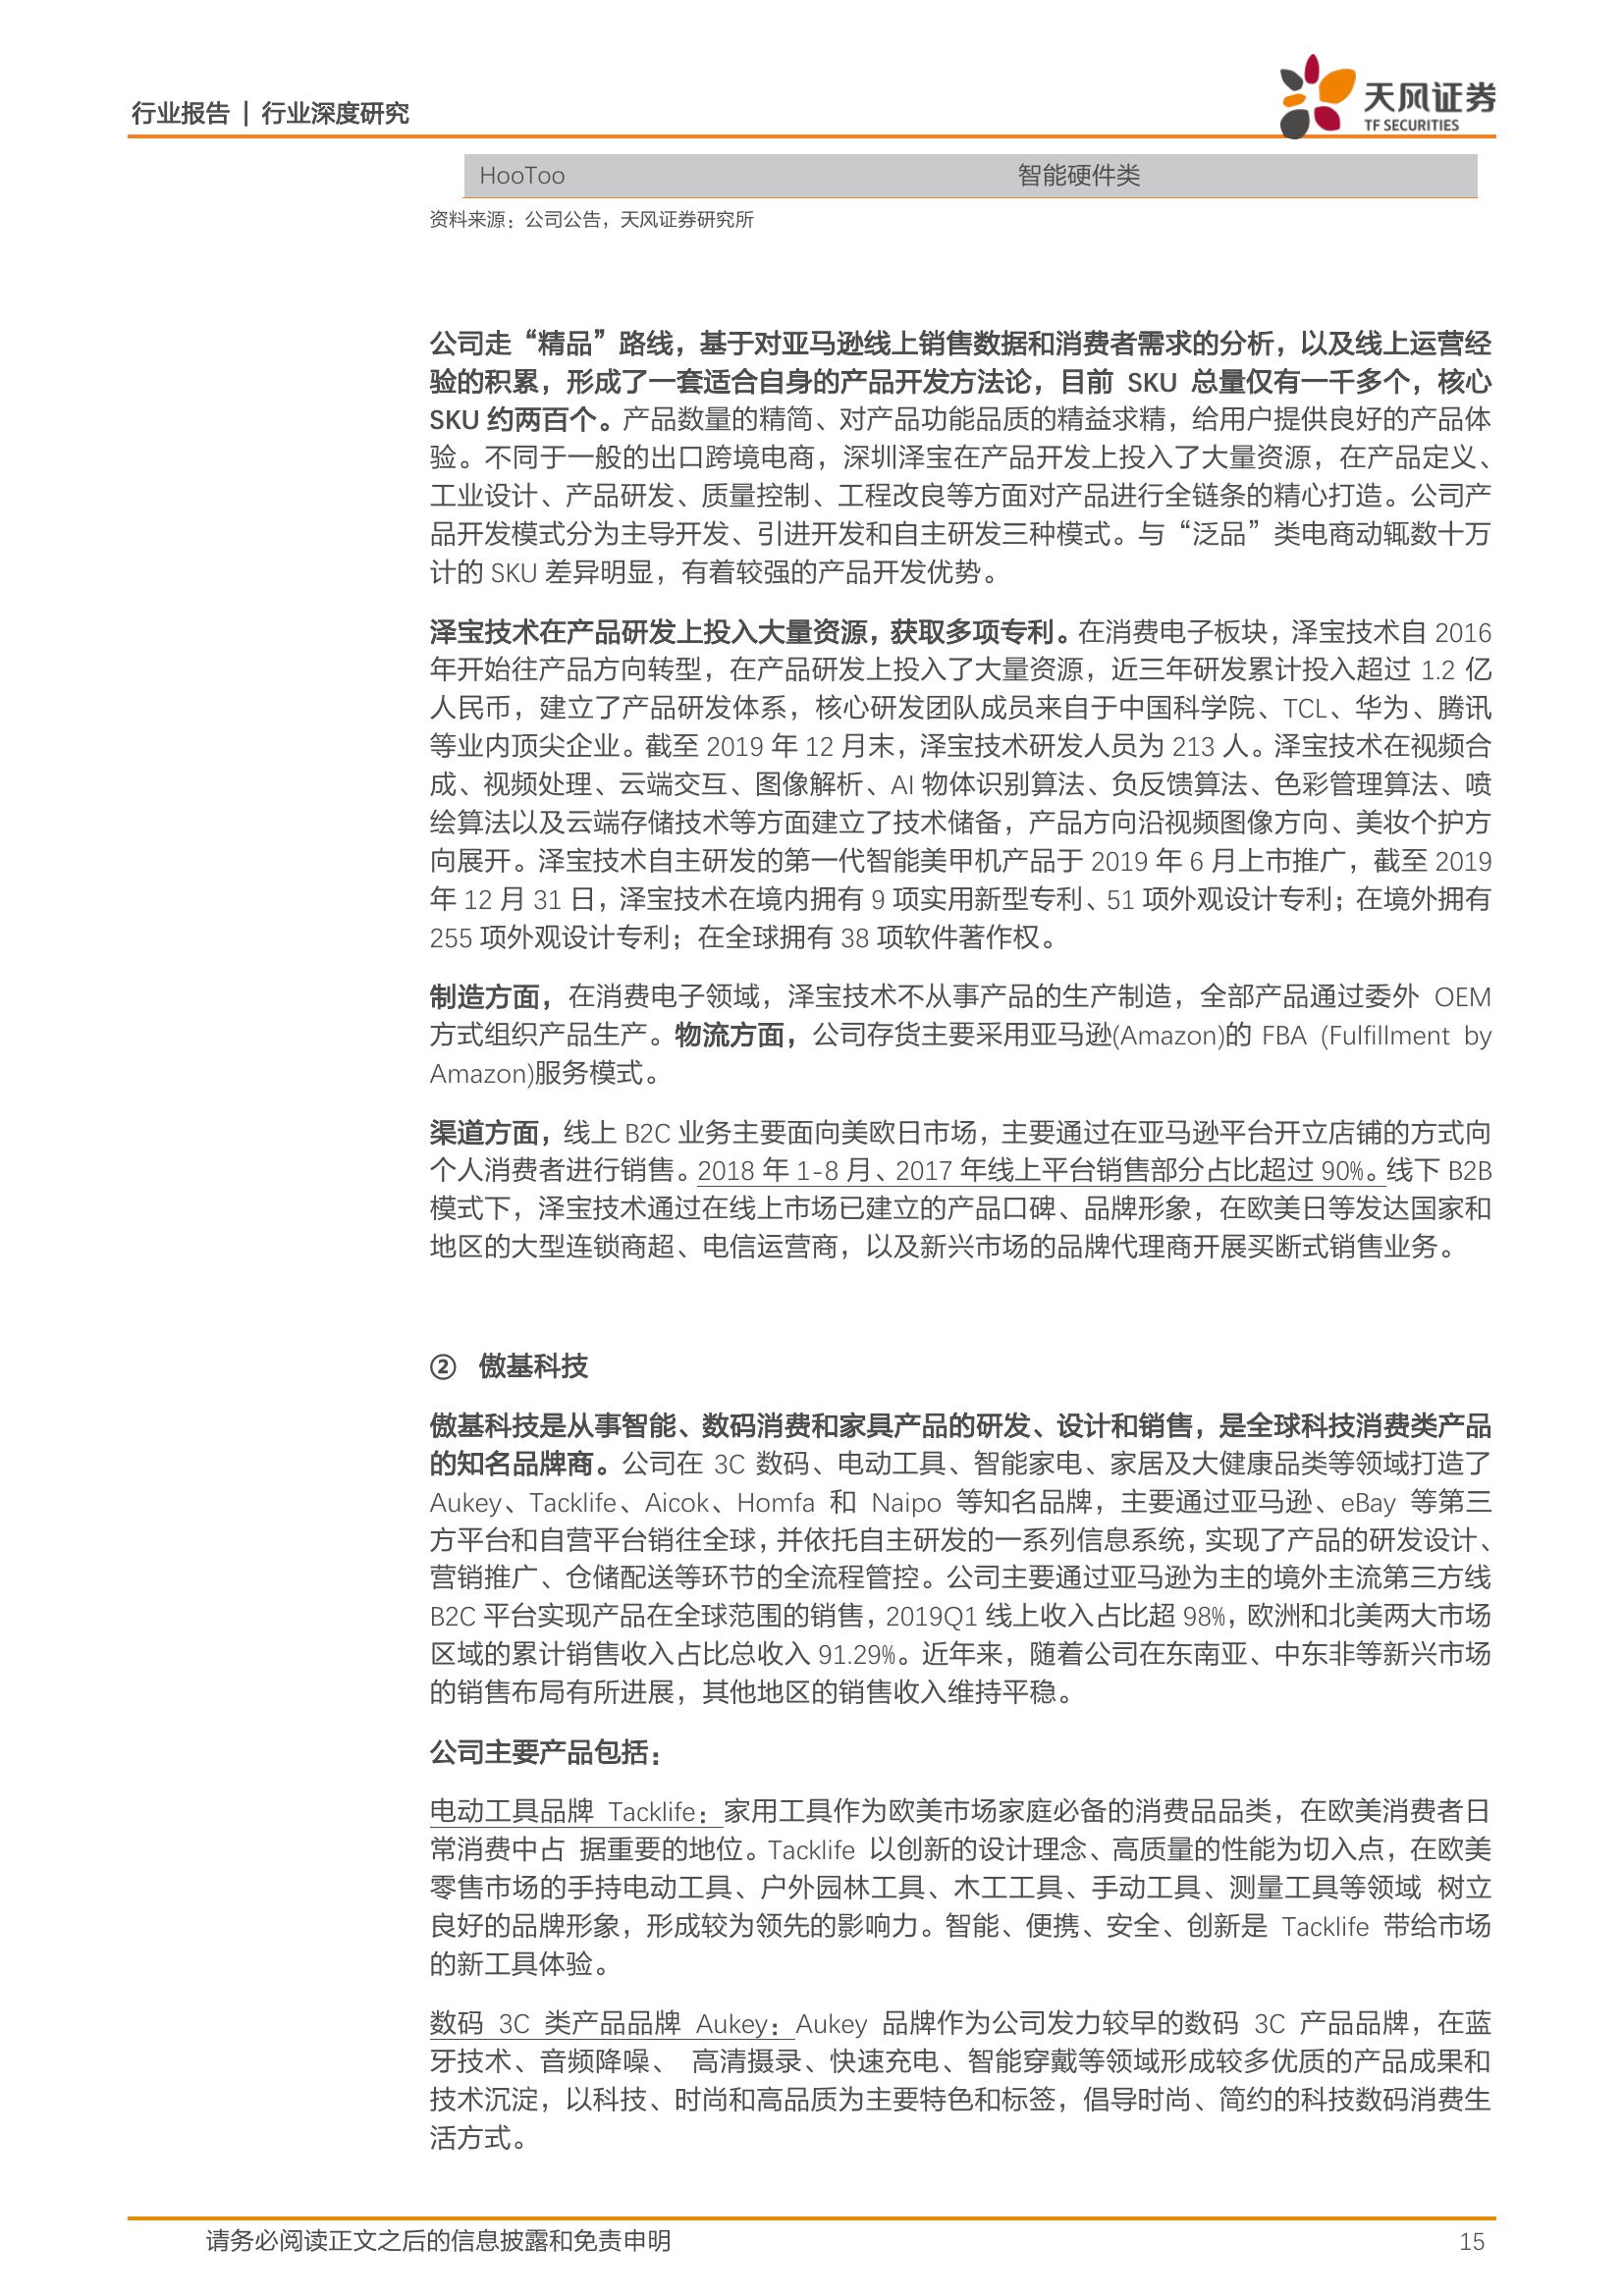 行业报告 | 行业深度研究
天风证券
TF SECURITIES
HooToo 智能硬件类
资料来源：公司公告，天风证券研究所
公司走“精品”路线，基于对亚马逊线上销售数据和消费者需求的分析，以及线上运营经
验的积累，形成了一套适合自身的产品开发方法论，目前 SKU 总量仅有一千多个，核心
SKU 约两百个。产品数量的精简、对产品功能品质的精益求精，给用户提供良好的产品体
验。不同于一般的出口跨境电商，深圳泽宝在产品开发上投入了大量资源，在产品定义、
工业设计、产品研发、质量控制、工程改良等方面对产品进行全链条的精心打造。公司产
品开发模式分为主导开发、引进开发和自主研发三种模式。与“泛品”类电商动辄数十万
计的 SKU 差异明显，有着较强的产品开发优势。
泽宝技术在产品研发上投入大量资源，获取多项专利。在消费电子板块，泽宝技术自 2016
年开始往产品方向转型，在产品研发上投入了大量资源，近三年研发累计投入超过 1.2 亿
人民币，建立了产品研发体系，核心研发团队成员来自于中国科学院、TCL、华为、腾讯
等业内顶尖企业。截至 2019 年 12 月末，泽宝技术研发人员为 213 人。泽宝技术在视频合
成、视频处理、云端交互、图像解析、AI 物体识别算法、负反馈算法、色彩管理算法、喷
绘算法以及云端存储技术等方面建立了技术储备，产品方向沿视频图像方向、美妆个护方
向展开。泽宝技术自主研发的第一代智能美甲机产品于 2019 年 6 月上市推广，截至 2019
年 12 月 31 日，泽宝技术在境内拥有 9 项实用新型专利、51 项外观设计专利；在境外拥有
255 项外观设计专利；在全球拥有 38 项软件著作权。
制造方面，在消费电子领域，泽宝技术不从事产品的生产制造，全部产品通过委外 OEM
方式组织产品生产。物流方面，公司存货主要采用亚马逊(Amazon)的 FBA (Fulfillment by
Amazon)服务模式。
渠道方面，线上 B2C 业务主要面向美欧日市场，主要通过在亚马逊平台开立店铺的方式向
个人消费者进行销售。2018 年 1-8 月、2017 年线上平台销售部分占比超过 90%。线下 B2B
模式下，泽宝技术通过在线上市场已建立的产品口碑、品牌形象，在欧美日等发达国家和
地区的大型连锁商超、电信运营商，以及新兴市场的品牌代理商开展买断式销售业务。
② 傲基科技
傲基科技是从事智能、数码消费和家具产品的研发、设计和销售，是全球科技消费类产品
的知名品牌商。公司在 3C 数码、电动工具、智能家电、家居及大健康品类等领域打造了
Aukey、Tacklife、Aicok、Homfa 和 Naipo 等知名品牌，主要通过亚马逊、eBay 等第三
方平台和自营平台销往全球，并依托自主研发的一系列信息系统，实现了产品的研发设计、
营销推广、仓储配送等环节的全流程管控。公司主要通过亚马逊为主的境外主流第三方线
B2C 平台实现产品在全球范围的销售，2019Q1 线上收入占比超 98%，欧洲和北美两大市场
区域的累计销售收入占比总收入 91.29%。近年来，随着公司在东南亚、中东非等新兴市场
的销售布局有所进展，其他地区的销售收入维持平稳。
公司主要产品包括：
电动工具品牌 Tacklife：家用工具作为欧美市场家庭必备的消费品品类，在欧美消费者日
常消费中占 据重要的地位。Tacklife 以创新的设计理念、高质量的性能为切入点，在欧美
零售市场的手持电动工具、户外园林工具、木工工具、手动工具、测量工具等领域 树立
良好的品牌形象，形成较为领先的影响力。智能、便携、安全、创新是 Tacklife 带给市场
的新工具体验。
数码 3C 类产品品牌 Aukey：Aukey 品牌作为公司发力较早的数码 3C 产品品牌，在蓝
牙技术、音频降噪、 高清摄录、快速充电、智能穿戴等领域形成较多优质的产品成果和
技术沉淀，以科技、时尚和高品质为主要特色和标签，倡导时尚、简约的科技数码消费生
活方式。
请务必阅读正文之后的信息披露和免责申明 15